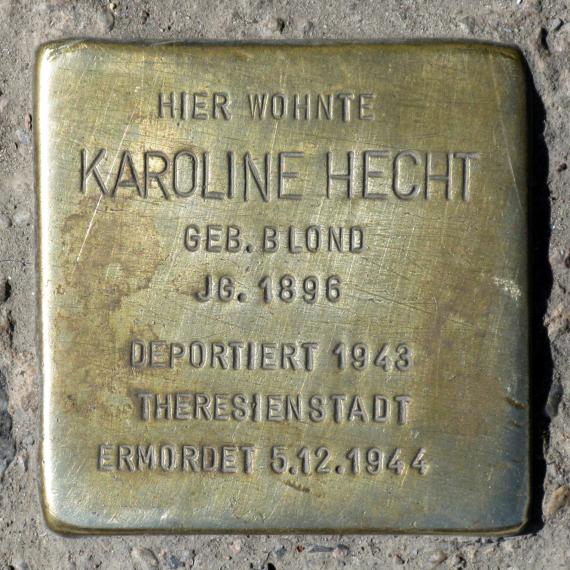 HIER WOHNTE
KAROLINE HECHT
GEB. BLOND
JG. 1896
DEPORTIERT 1943
THERESIENSTADT
ERMORDET 5.12.1944